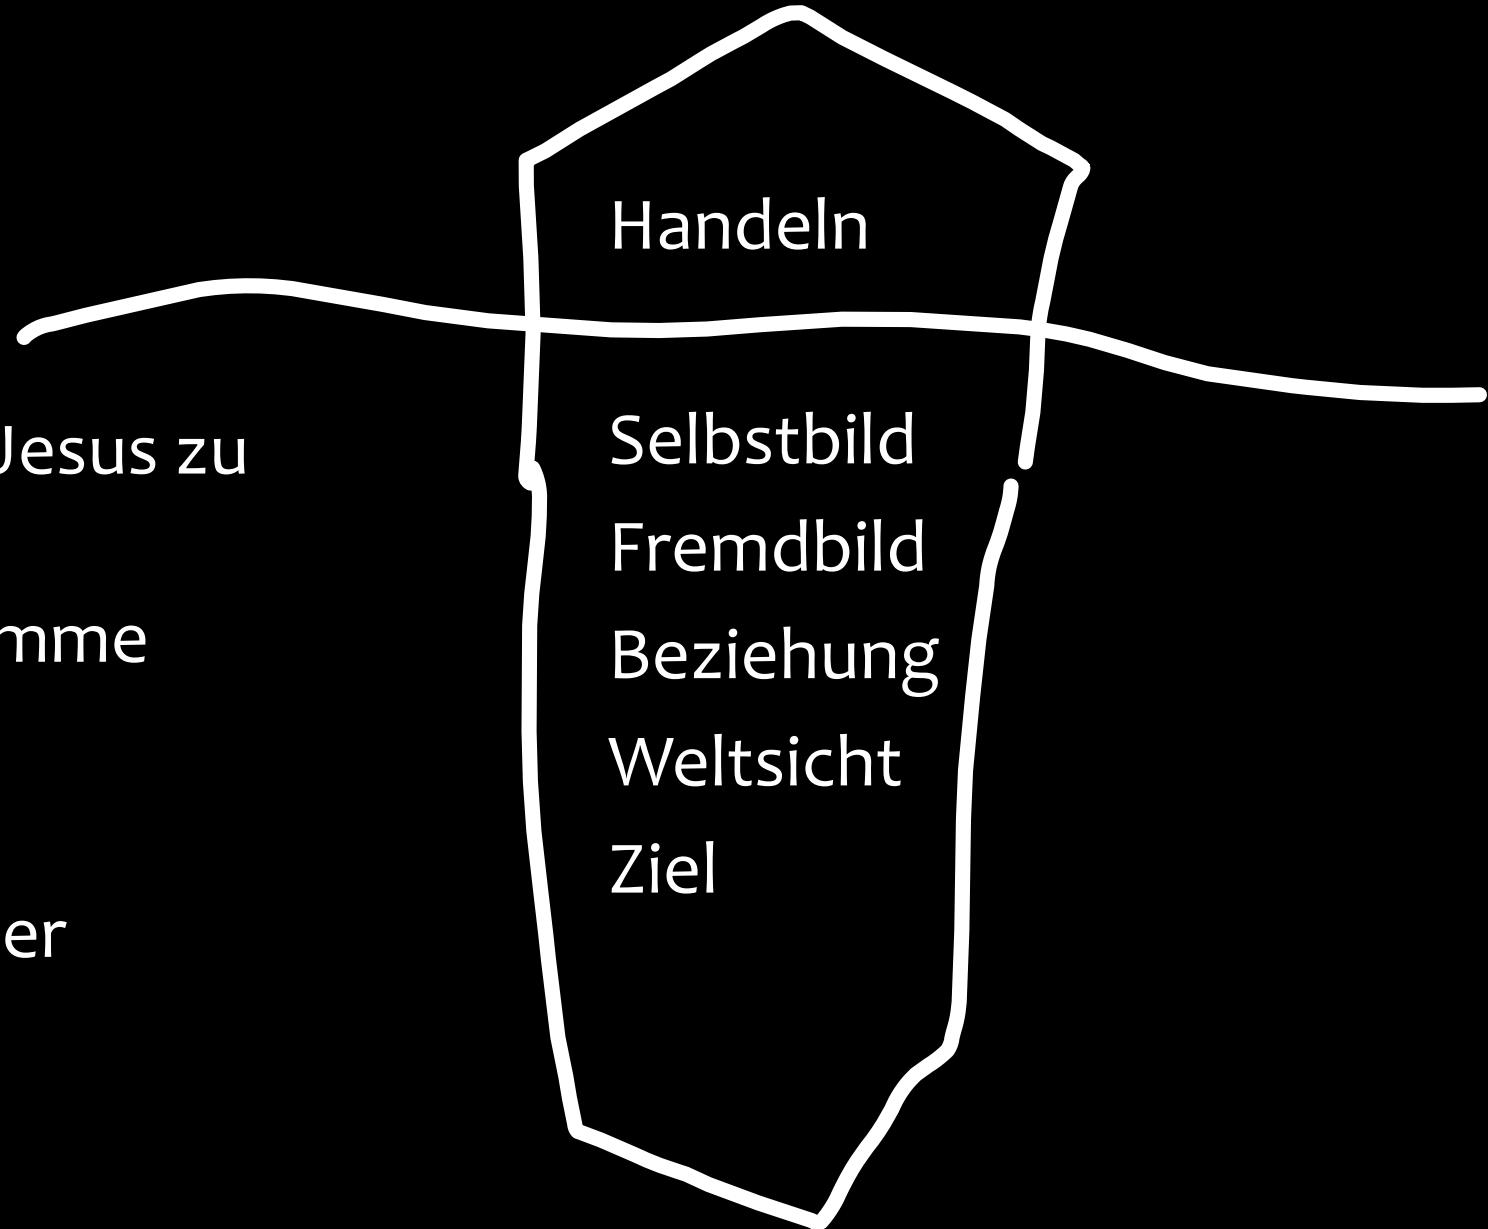 Handeln
Jesus zu
Selbstbild
Fremdbild
mme
Beziehung
Weltsicht
Ziel
er